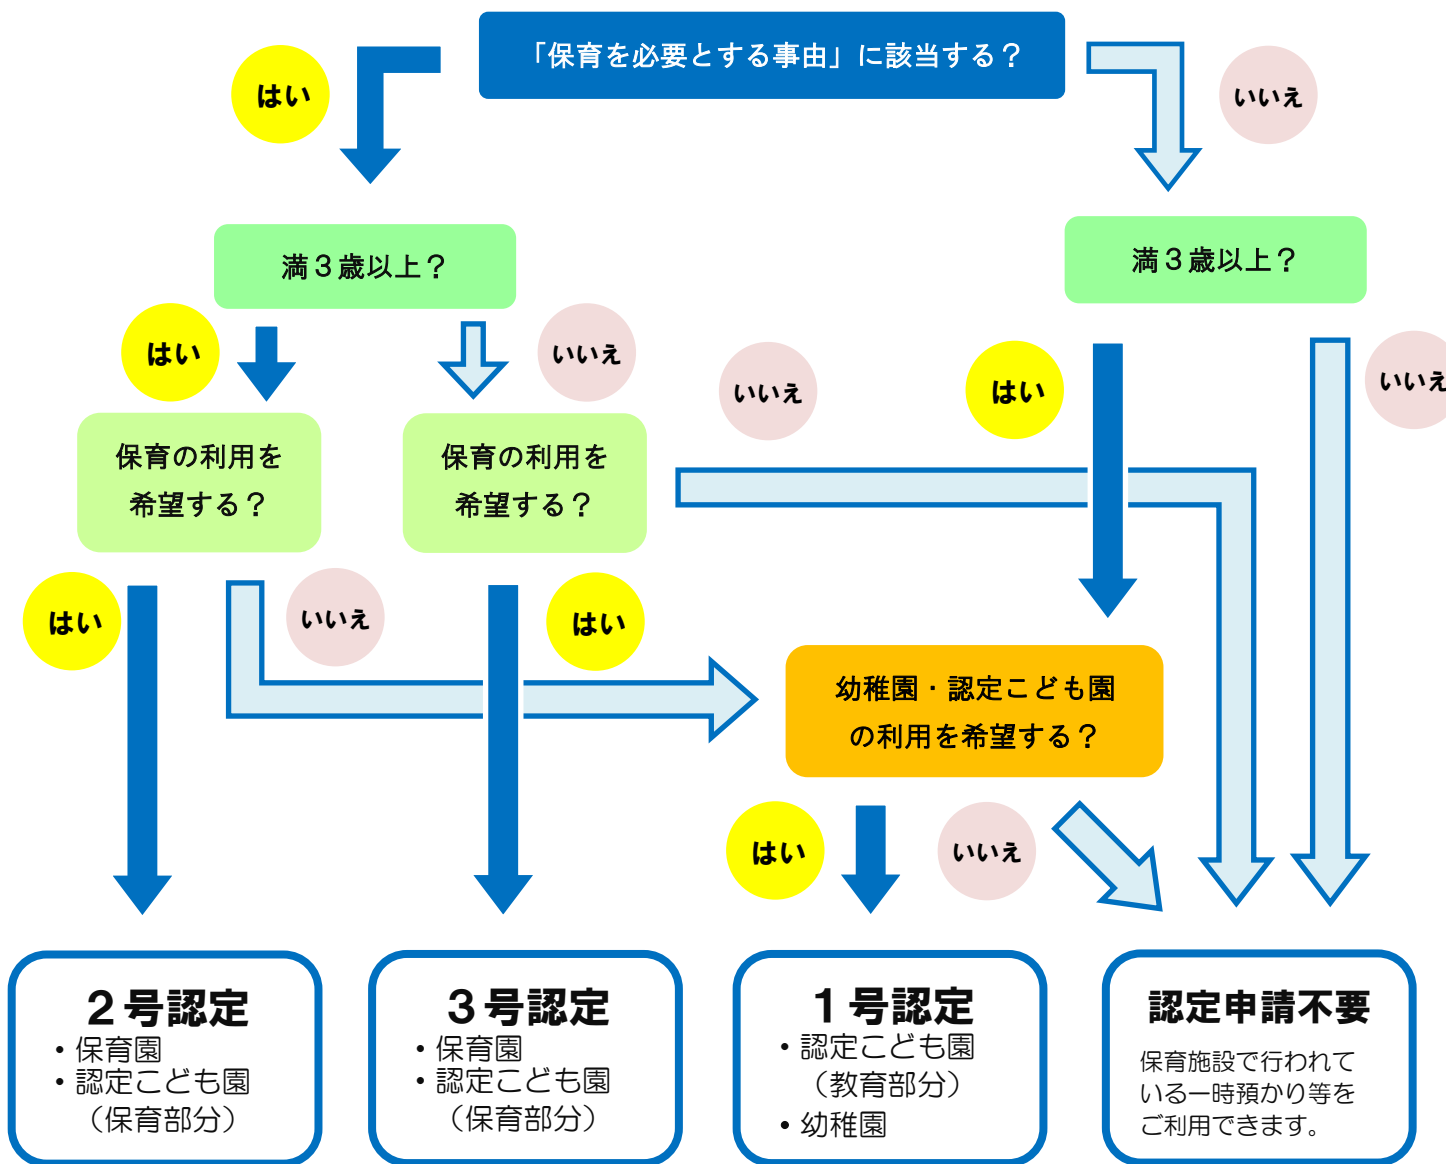 「保育を必要とする事由」に該当する？
はい
いいえ
満３歳以上？
満３歳以上？
はい
いいえ
いいえ
はい
いいえ
保育の利用を
希望する？
保育の利用を
希望する？
はい
いいえ
はい
幼稚園・認定こども園
の利用を希望する？
はい
いいえ
２号認定
・保育園
・認定こども園
（保育部分）
３号認定
・保育園
・認定こども園
（保育部分）
１号認定
・認定こども園
（教育部分）
・幼稚園
認定申請不要
保育施設で行われて
いる一時預かり等を
ご利用できます。